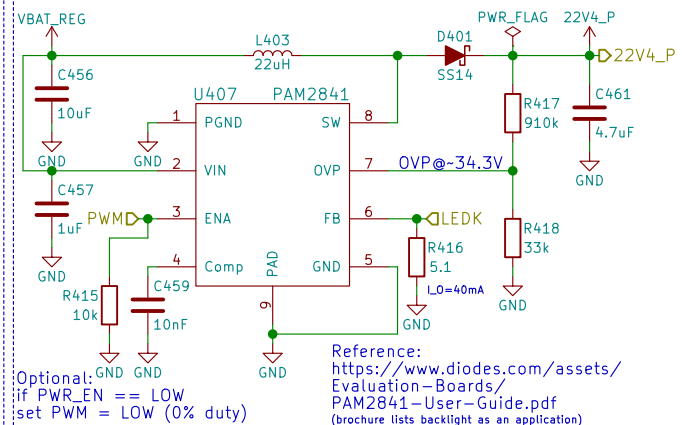 VBAT_REG
PWR_FLAG
22V4_P
L403
22uH
D401
SS14
22V4_P
C456
10uF
GND
U407
PAM2841
R417
910k
C461
4.7uF
GND
1
PGND
SW
8
GND
2
VIN
OVP
7
OVP@~34.3V
C457
1uF
GND
PWM
3
ENA
FB
6
LEDK
R416
5.1
I_O=40mA
GND
R418
33k
GND
4
Comp
PAD
GND
5
9
R415
10k
GND
C459
10nF
GND
GND
Optional:
if PWR_EN == LOW
set PWM = LOW (0% duty)
Reference:
https://www.diodes.com/assets/
Evaluation-Boards/
PAM2841-User-Guide.pdf
(brochure lists backlight as an application)